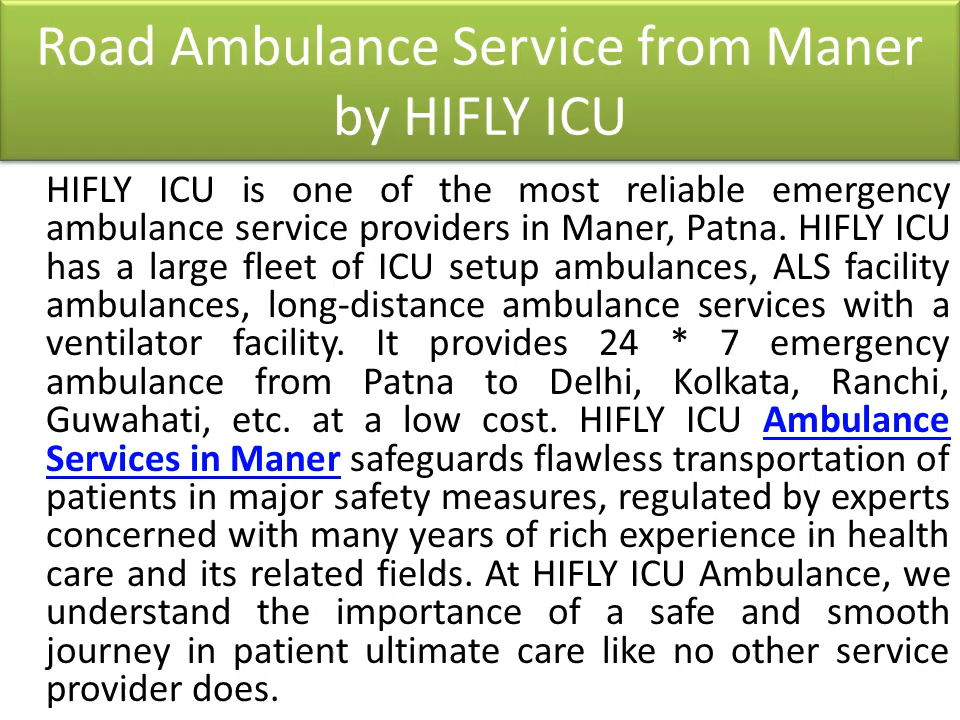 Road Ambulance Service from Maner
by HIFLY ICU
HIFLY ICU is one of the most reliable emergency
ambulance service providers in Maner, Patna. HIFLY ICU
has a large fleet of ICU setup ambulances, ALS facility
ambulances, long-distance ambulance services with a
ventilator facility. It provides 24 * 7 emergency
ambulance from Patna to Delhi, Kolkata, Ranchi,
Guwahati, etc. at a low cost. HIFLY ICU Ambulance
Services in Maner safeguards flawless transportation of
patients in major safety measures, regulated by experts
concerned with many years of rich experience in health
care and its related fields. At HIFLY ICU Ambulance, we
understand the importance of a safe and smooth
journey in patient ultimate care like no other service
provider does.